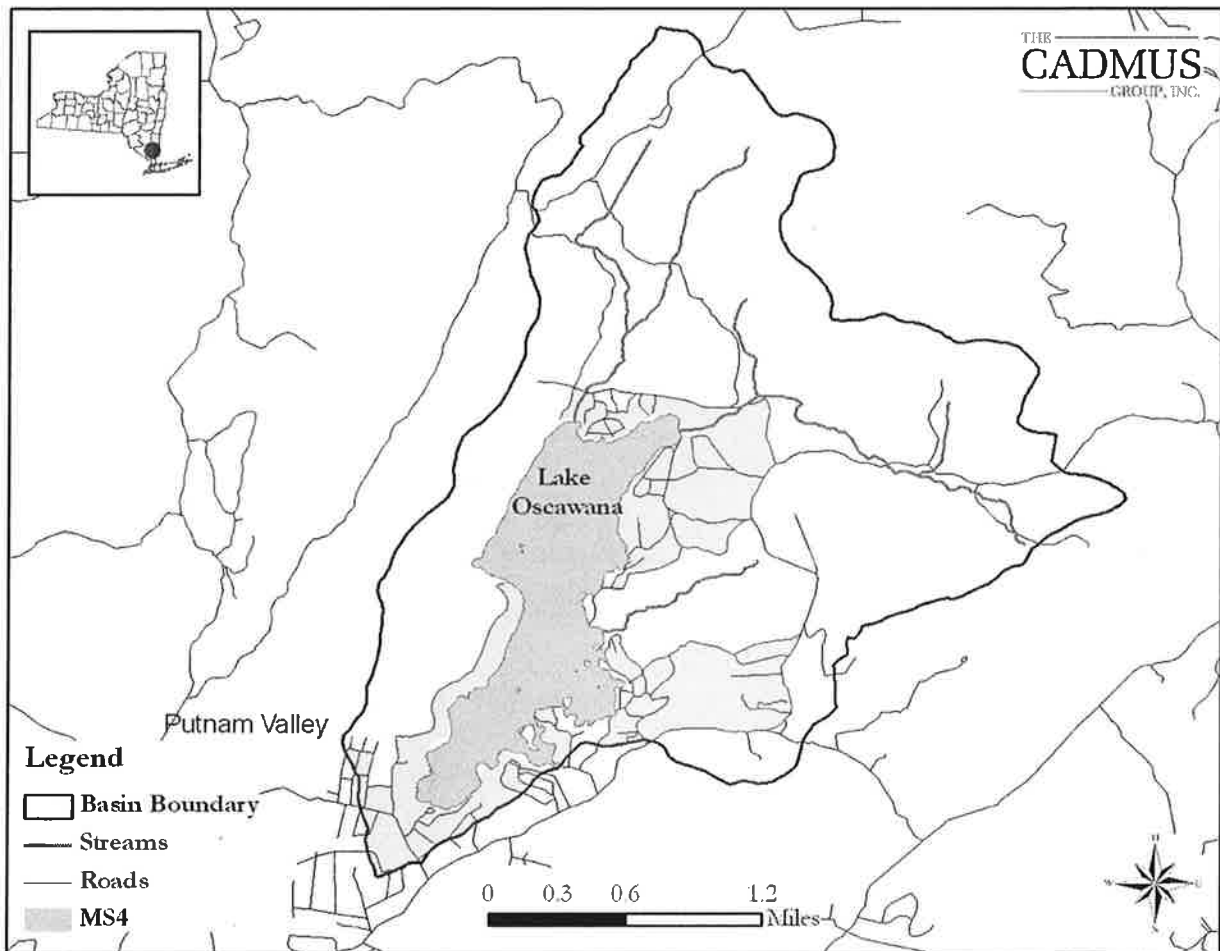 THE
CADMUS
GROUP, INC.
Lake
Oscawana
Putnam Valley
Legend
Basin Boundary
Streams
Roads
MS4
0 0.3 0.6 1.2
Miles